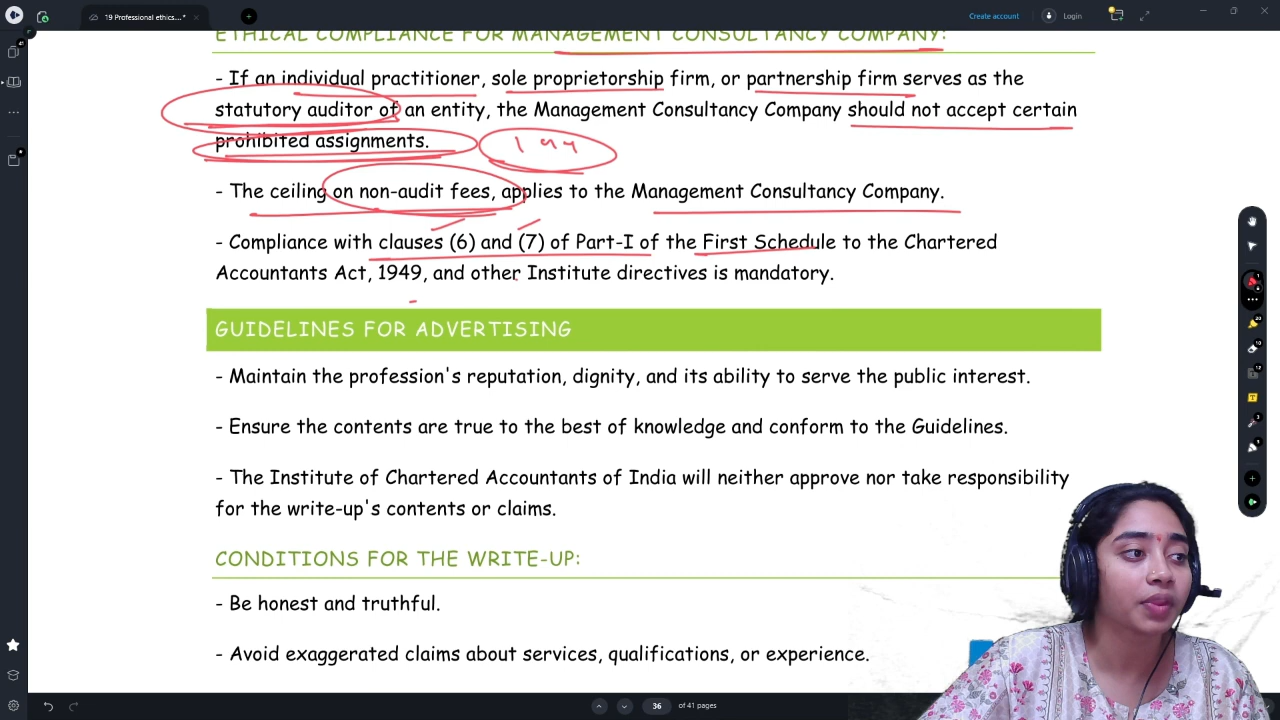 19 Professional ethics....*
Create account
Login
ETHICAL COMPLIANCE FOR MANAGEMENT CONSULTANCY COMPANY:
- If an individual practitioner, sole proprietorship firm, or partnership firm serves as the
statutory auditor of an entity, the Management Consultancy Company should not accept certain
prohibited assignments.
144
- The ceiling on non-audit fees, applies to the Management Consultancy Company.
- Compliance with clauses (6) and (7) of Part-I of the First Schedule to the Chartered
Accountants Act, 1949, and other Institute directives is mandatory.
GUIDELINES FOR ADVERTISING
- Maintain the profession's reputation, dignity, and its ability to serve the public interest.
- Ensure the contents are true to the best of knowledge and conform to the Guidelines.
- The Institute of Chartered Accountants of India will neither approve nor take responsibility
for the write-up's contents or claims.
CONDITIONS FOR THE WRITE-UP:
- Be honest and truthful.
- Avoid exaggerated claims about services, qualifications, or experience.
36 of 41 pages